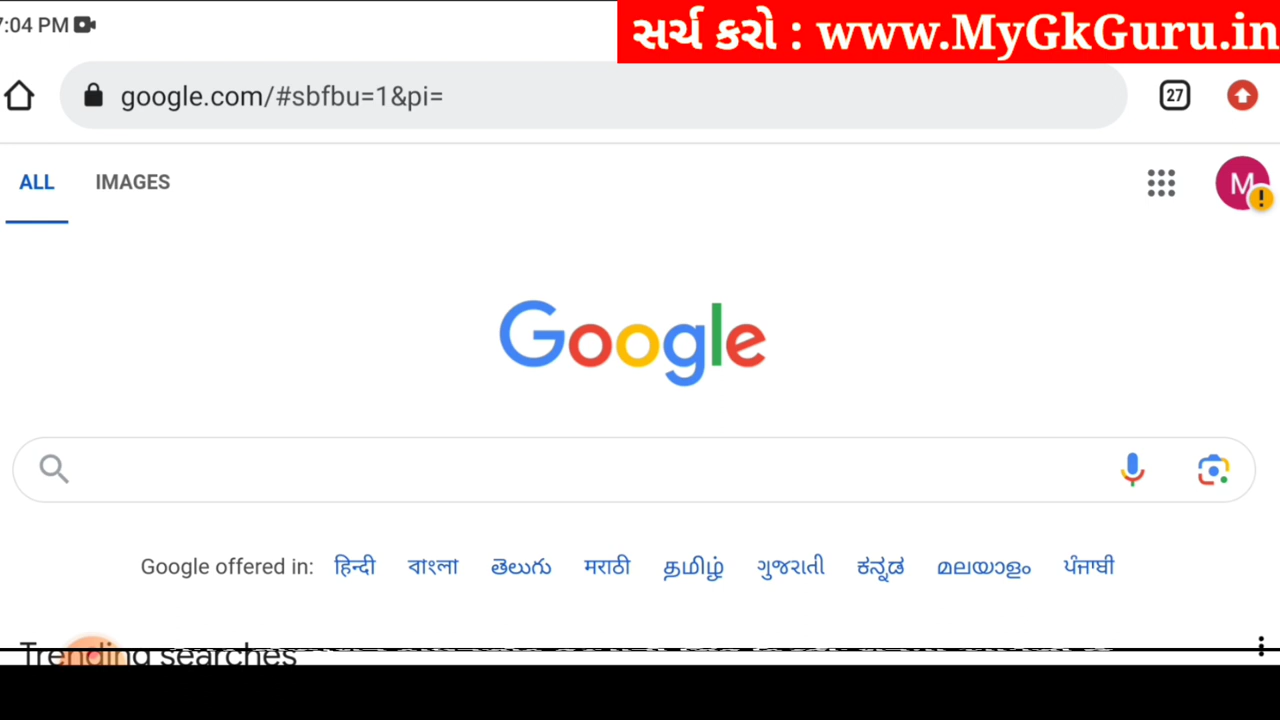 7:04 PM
સર્ચ કરો : www.MyGkGuru.in
google.com/#sbfbu=1&pi=
27
ALL IMAGES
M
Google
Google offered in: हिन्दी বাংলা తెలుగు मराठी தமிழ் ગુજરાતી ಕನ್ನಡ മലയാളം ਪੰਜਾਬੀ
Trending searches